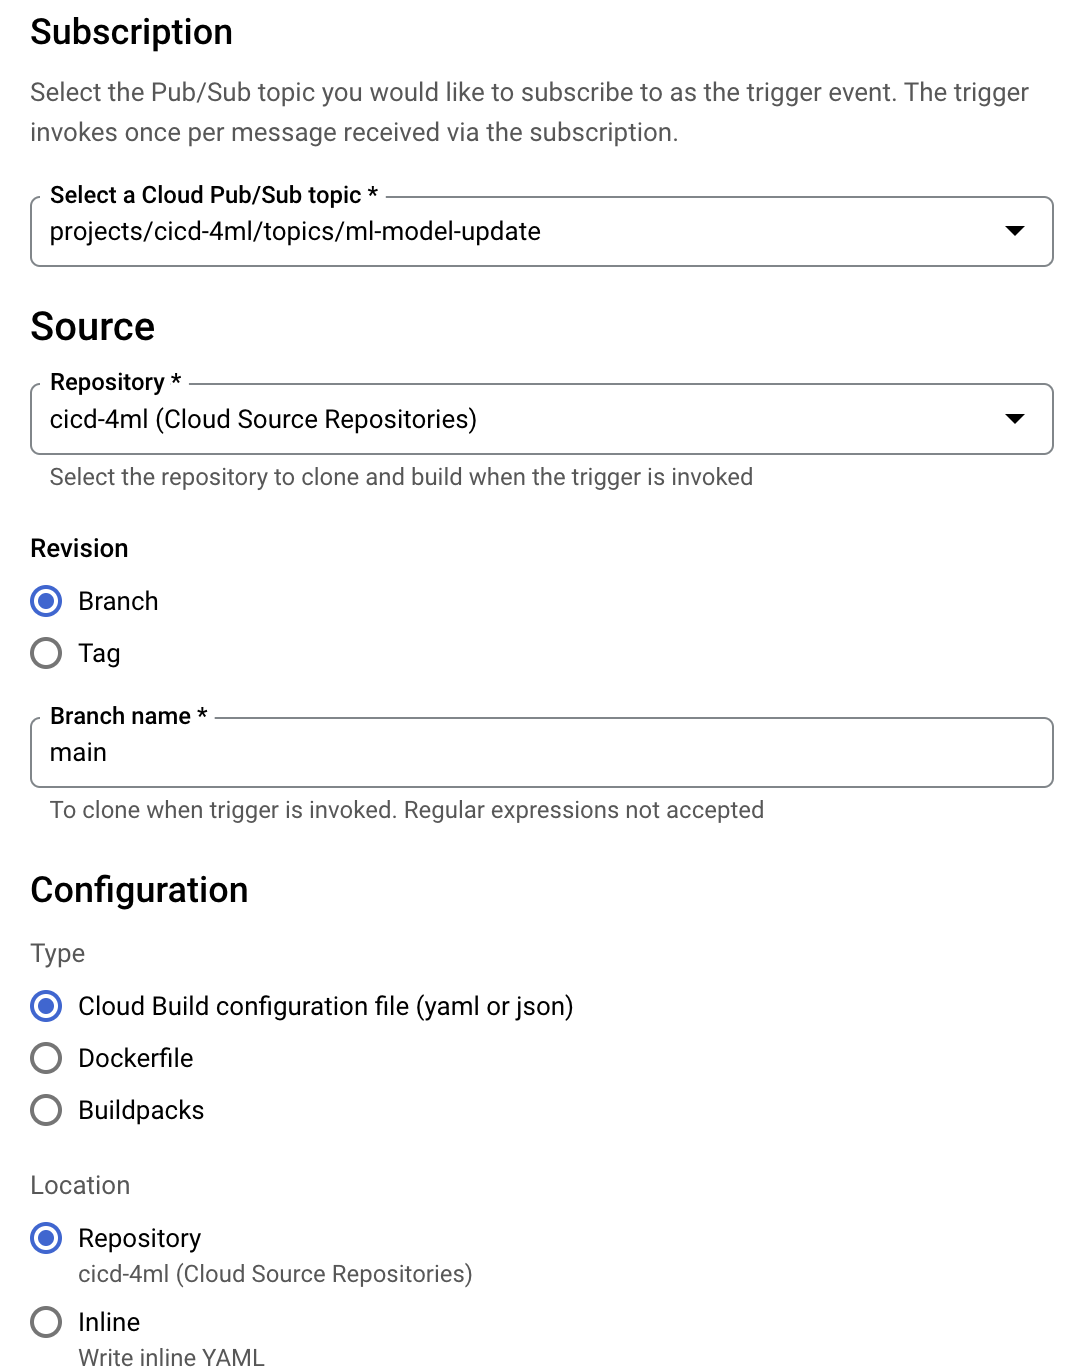 Subscription
Select the Pub/Sub topic you would like to subscribe to as the trigger event. The trigger
invokes once per message received via the subscription.
Select a Cloud Pub/Sub topic *
projects/cicd-4ml/topics/ml-model-update
Source
Repository *
cicd-4ml (Cloud Source Repositories)
Select the repository to clone and build when the trigger is invoked
Revision
Branch
Tag
Branch name *
main
To clone when trigger is invoked. Regular expressions not accepted
Configuration
Type
Cloud Build configuration file (yaml or json)
Dockerfile
Buildpacks
Location
Repository
cicd-4ml (Cloud Source Repositories)
Inline
Write inline YAML